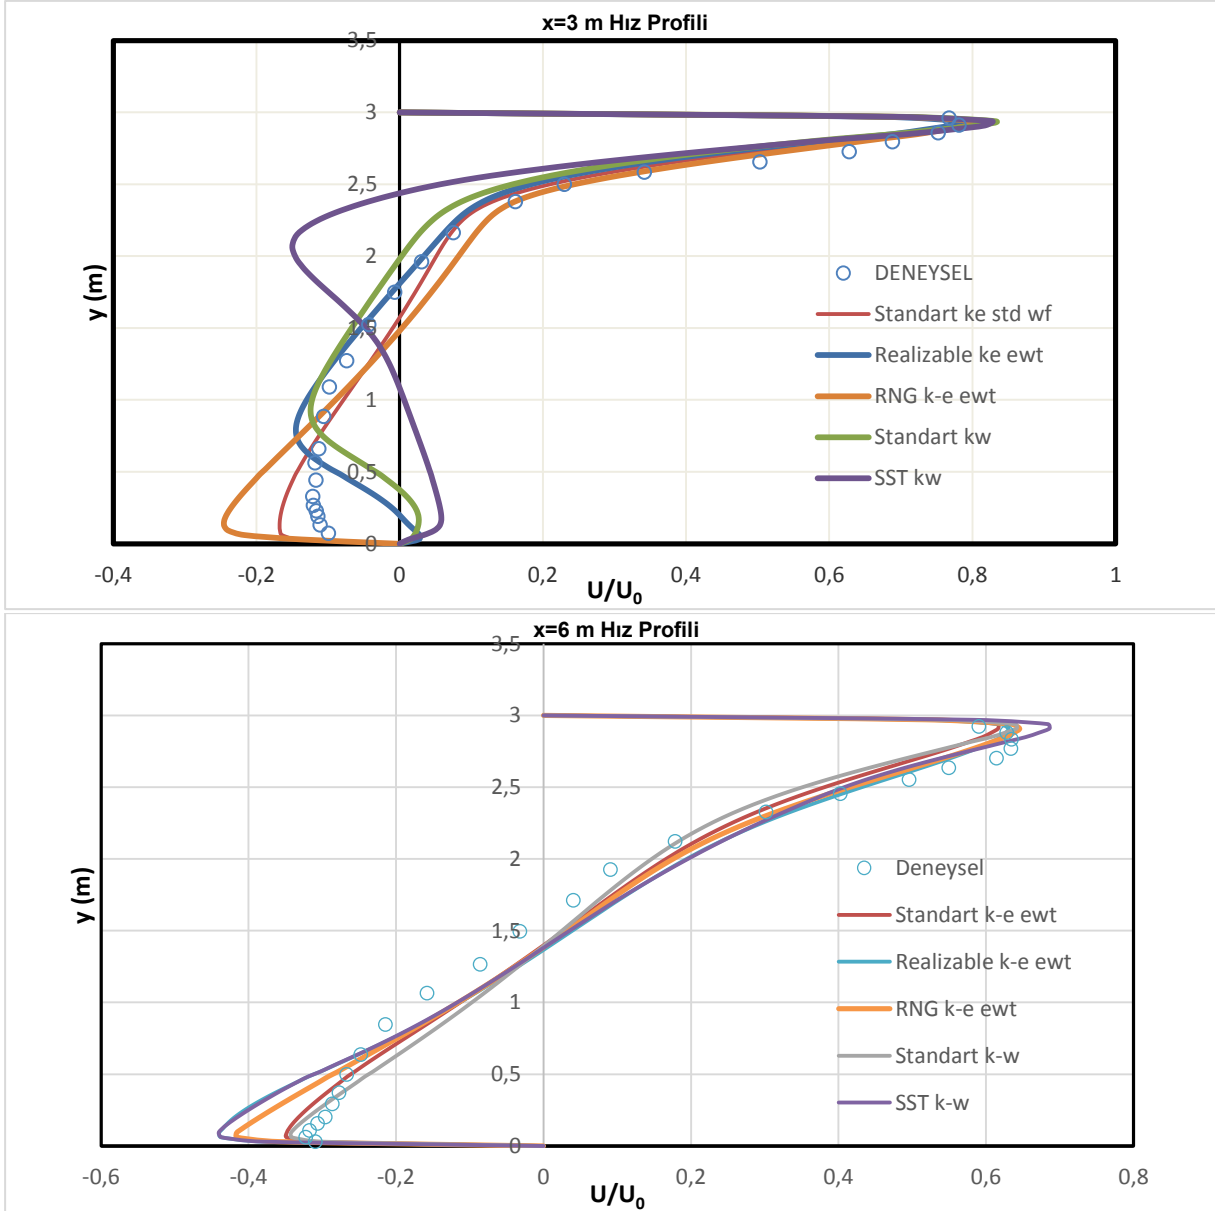 x=3 m Hız Profili
3,5
3
2,5
2
1,5
1
0,5
0
y (m)
DENEYSEL
Standart ke std wf
Realizable ke ewt
RNG k-e ewt
Standart kw
SST kw
-0,4 -0,2 0 0,2 0,4 0,6 0,8 1
U/U₀
x=6 m Hız Profili
3,5
3
2,5
2
1,5
1
0,5
0
y (m)
Deneysel
Standart k-e ewt
Realizable k-e ewt
RNG k-e ewt
Standart k-w
SST k-w
-0,6 -0,4 -0,2 0 0,2 0,4 0,6 0,8
U/U₀